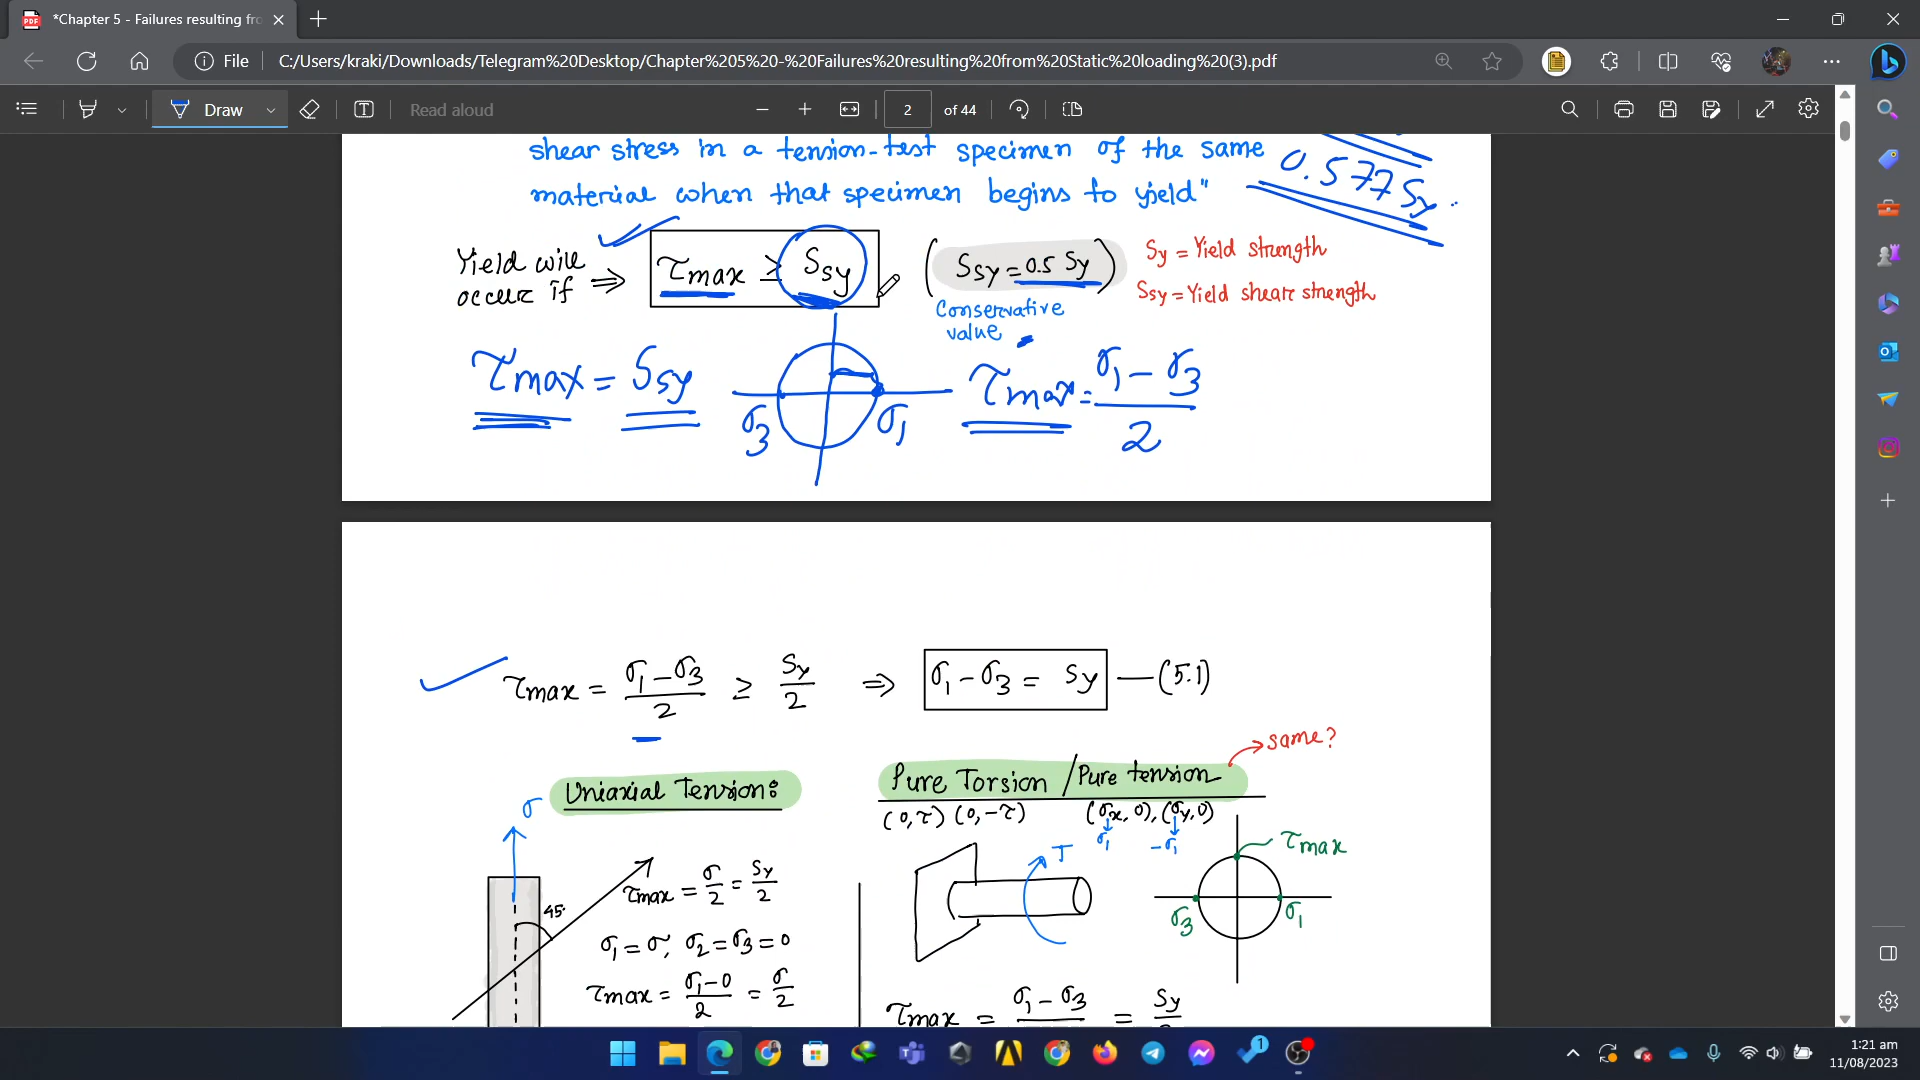 *Chapter 5 - Failures resulting fro
File
C:/Users/kraki/Downloads/Telegram%20Desktop/Chapter%205%20-%20Failures%20resulting%20from%20Static%20loading%20(3).pdf
Draw
Read aloud
2 of 44
shear stress in a tension-test specimen of the same
material when that specimen begins to yield"
0.577 Sy
Yield will occur if ⇒ τmax ≥ Ssy (Ssy = 0.5 Sy)
Sy = Yield strength
Ssy = Yield shear strength
Conservative value
τmax = Ssy
σ3 σ1
τmax = (σ1 - σ3)/2
τmax = (σ1 - σ3)/2 ≥ Sy/2 ⇒ σ1 - σ3 = Sy — (5.1)
same?
Uniaxial Tension:
Pure Torsion / Pure tension
(0, τ) (0, -τ) (σx, 0), (σy, 0)
σ1 -σ1
σ
45°
τmax = σ/2 = Sy/2
T
τmax
σ3 σ1
σ1 = σ, σ2 = σ3 = 0
τmax = (σ1 - 0)/2 = σ/2
τmax = σ1 - σ3 = Sy
1
1:21 am
11/08/2023